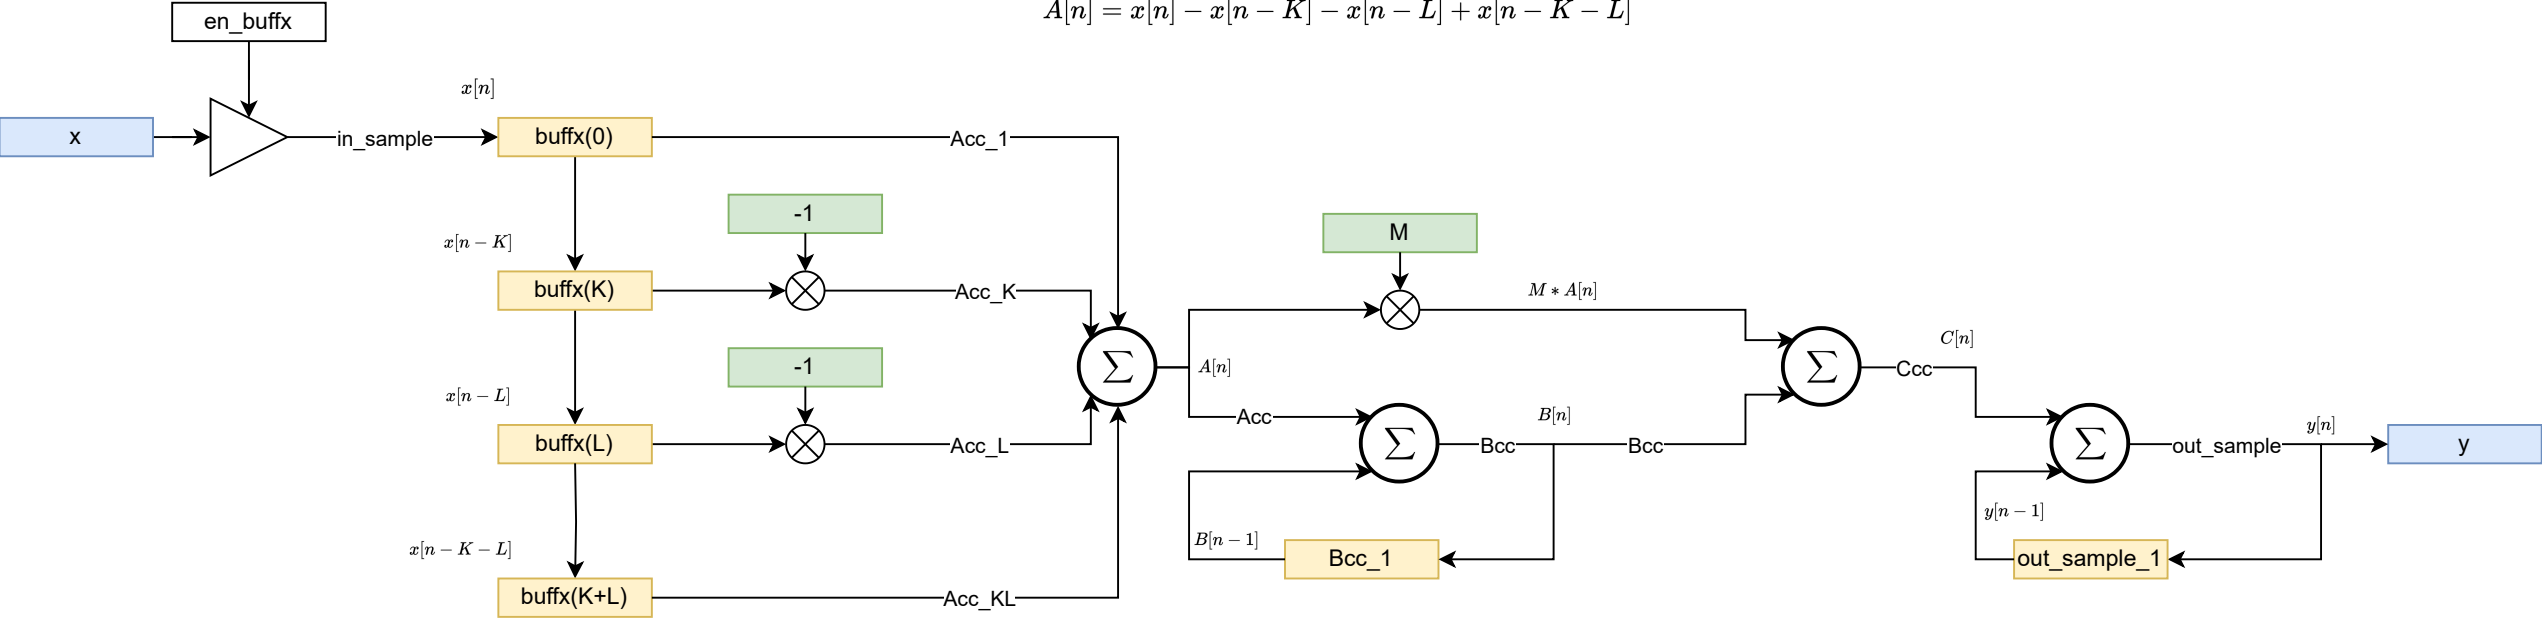 A[n] = x[n] − x[n − K] − x[n − L] + x[n − K − L]
en_buffx
x[n]
x
in_sample
buffx(0)
Acc_1
-1
M
x[n − K]
buffx(K)
Acc_K
M ∗ A[n]
-1
∑
A[n]
∑
Ccc
C[n]
x[n − L]
buffx(L)
Acc_L
Acc
∑
Bcc
B[n]
Bcc
∑
out_sample
y[n]
y
x[n − K − L]
B[n − 1]
Bcc_1
y[n − 1]
out_sample_1
buffx(K+L)
Acc_KL